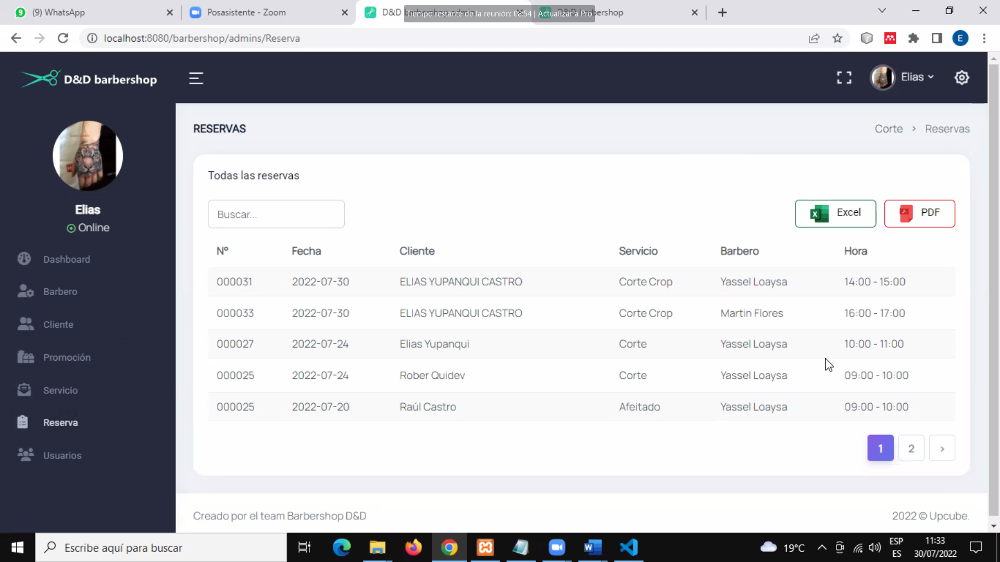 (9) WhatsApp
Posasistente - Zoom
D&D
D&D barbershop
Tiempo restante de la reunión: 08:54 | Actualizar a Pro
localhost:8080/barbershop/admins/Reserva
E
D&D barbershop
Elias
Elias
Online
Dashboard
Barbero
Cliente
Promoción
Servicio
Reserva
Usuarios
RESERVAS
Corte > Reservas
Todas las reservas
Buscar...
Excel
PDF
Nº Fecha Cliente Servicio Barbero Hora
000031 2022-07-30 ELIAS YUPANQUI CASTRO Corte Crop Yassel Loaysa 14:00 - 15:00
000033 2022-07-30 ELIAS YUPANQUI CASTRO Corte Crop Martin Flores 16:00 - 17:00
000027 2022-07-24 Elias Yupanqui Corte Yassel Loaysa 10:00 - 11:00
000025 2022-07-24 Rober Quidev Corte Yassel Loaysa 09:00 - 10:00
000025 2022-07-20 Raúl Castro Afeitado Yassel Loaysa 09:00 - 10:00
1 2 >
Creado por el team Barbershop D&D
2022 © Upcube.
Escribe aquí para buscar
19°C
ESP
ES
11:33
30/07/2022